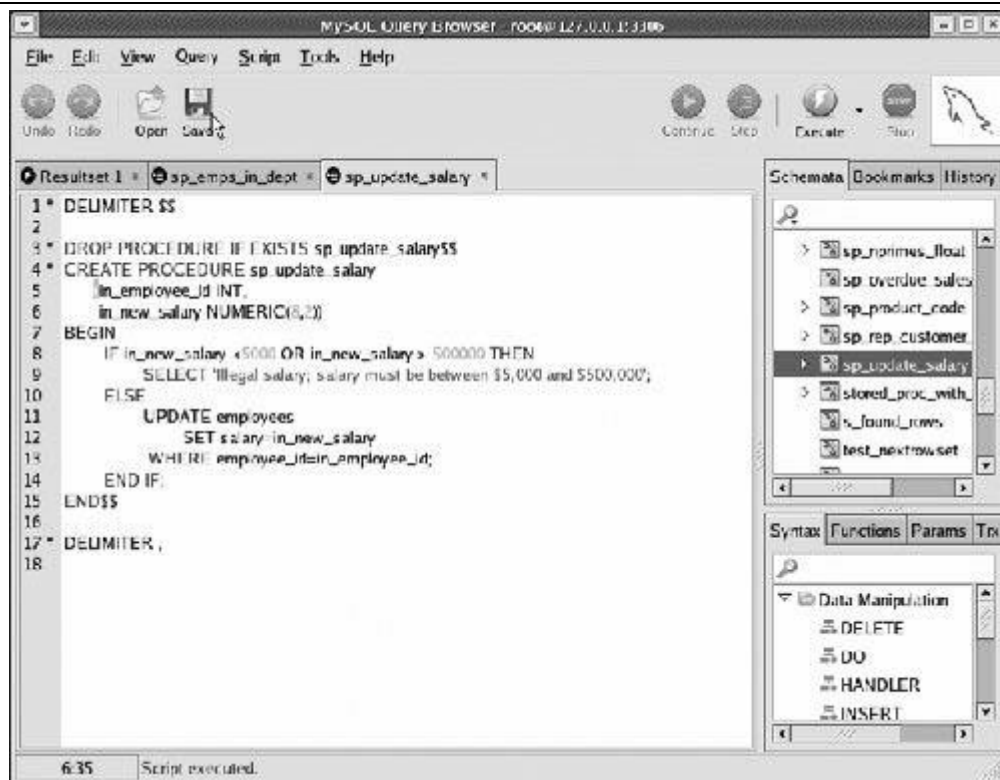 MySQL Query Browser - root@127.0.0.1:3306
File Edit View Query Script Tools Help
Undo Redo Open Save Continue Step Execute Stop
Resultset 1 sp_emps_in_dept sp_update_salary
1 DELIMITER $$
2
3 DROP PROCEDURE IF EXISTS sp_update_salary$$
4 CREATE PROCEDURE sp_update_salary
5 in_employee_id INT,
6 in_new_salary NUMERIC(8,2))
7 BEGIN
8 IF in_new_salary <5000 OR in_new_salary > 500000 THEN
9 SELECT 'Illegal salary; salary must be between $5,000 and $500,000';
10 ELSE
11 UPDATE employees
12 SET salary=in_new_salary
13 WHERE employee_id=in_employee_id;
14 END IF;
15 END$$
16
17 DELIMITER ;
18
Schemata Bookmarks History
sp_nprimes_float
sp_overdue_sales
sp_product_code
sp_rep_customer
sp_update_salary
stored_proc_with_
s_found_rows
test_nextrowset
Syntax Functions Params Trx
Data Manipulation
DELETE
DO
HANDLER
INSERT
6:35 Script executed.